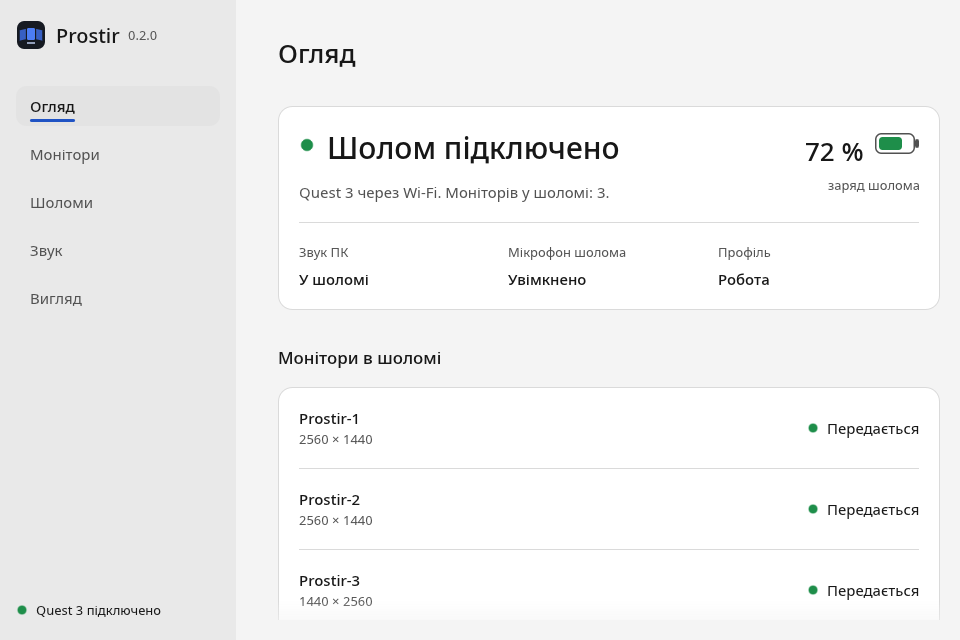 Prostir 0.2.0
Огляд
Монітори
Шоломи
Звук
Вигляд
Quest 3 підключено
Огляд
Шолом підключено
72 %
Quest 3 через Wi-Fi. Моніторів у шоломі: 3.
заряд шолома
Звук ПК
У шоломі
Мікрофон шолома
Увімкнено
Профіль
Робота
Монітори в шоломі
Prostir-1
2560 × 1440
Передається
Prostir-2
2560 × 1440
Передається
Prostir-3
1440 × 2560
Передається